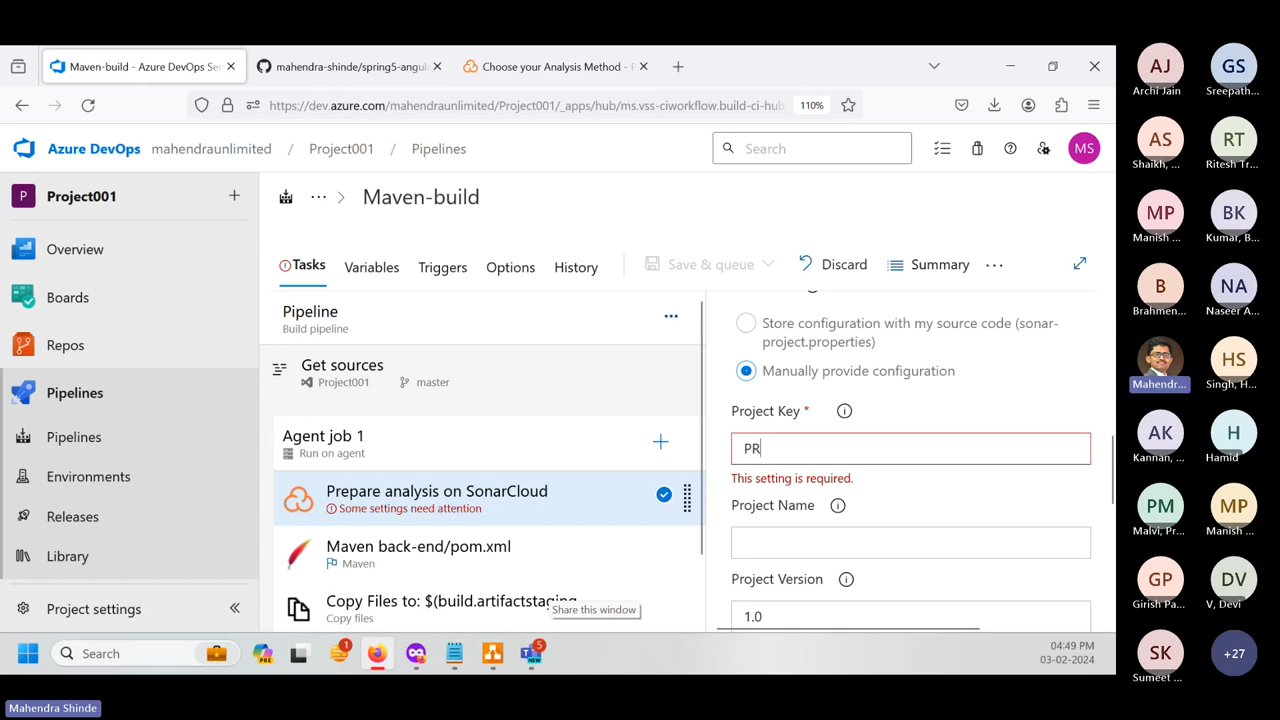 Maven-build - Azure DevOps Ser
mahendra-shinde/spring5-angula
Choose your Analysis Method - P
https://dev.azure.com/mahendraunlimited/Project001/_apps/hub/ms.vss-ciworkflow.build-ci-hub
110%
Azure DevOps
mahendraunlimited
/
Project001
/
Pipelines
Search
MS
P
Project001
Overview
Boards
Repos
Pipelines
Pipelines
Environments
Releases
Library
Project settings
Maven-build
Tasks
Variables
Triggers
Options
History
Save & queue
Discard
Summary
Pipeline
Build pipeline
Get sources
Project001
master
Agent job 1
Run on agent
Prepare analysis on SonarCloud
Some settings need attention
Maven back-end/pom.xml
Maven
Copy Files to: $(build.artifactstaging
Copy files
Share this window
Store configuration with my source code (sonar-
project.properties)
Manually provide configuration
Project Key *
PR
This setting is required.
Project Name
Project Version
1.0
Search
PRE
1
NEW
5
04:49 PM
03-02-2024
Mahendra Shinde
AJ
Archi Jain
GS
Sreepath...
AS
Shaikh, ...
RT
Ritesh Tr...
MP
Manish ...
BK
Kumar, B...
B
Brahmen...
NA
Naseer A...
Mahendr...
HS
Singh, H...
AK
Kannan, ...
H
Hamid
PM
Malvi, Pr...
MP
Manish ...
GP
Girish Pa...
DV
V, Devi
SK
Sumeet ...
+27